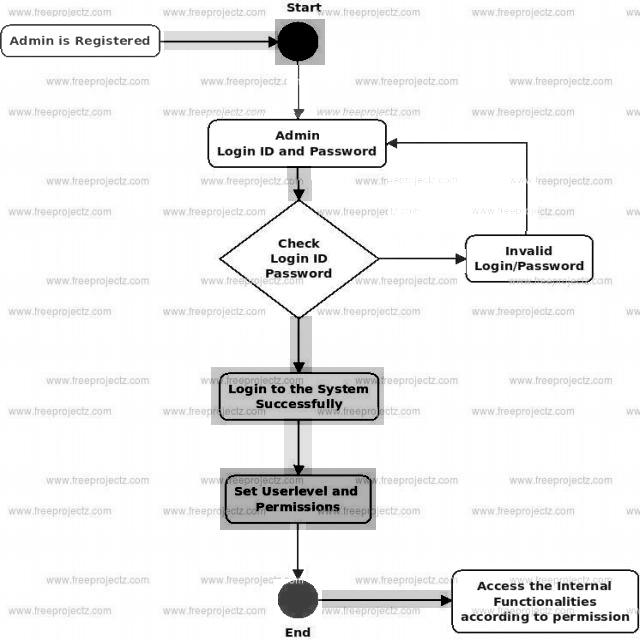 Start
Admin is Registered
Admin
Login ID and Password
Check
Login ID
Password
Invalid
Login/Password
Login to the System
Successfully
Set Userlevel and
Permissions
End
Access the Internal
Functionalities
according to permission
www.freeprojectz.com